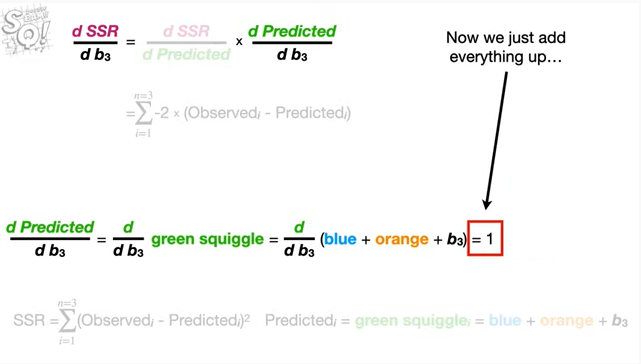 d SSR / d b₃ = d SSR / d Predicted × d Predicted / d b₃
Now we just add
everything up...
= n=3 ∑ i=1 -2 × (Observedᵢ - Predictedᵢ)
d Predicted / d b₃ = d / d b₃ green squiggle = d / d b₃ (blue + orange + b₃) = 1
SSR = n=3 ∑ i=1 (Observedᵢ - Predictedᵢ)² Predictedᵢ = green squiggleᵢ = blue + orange + b₃